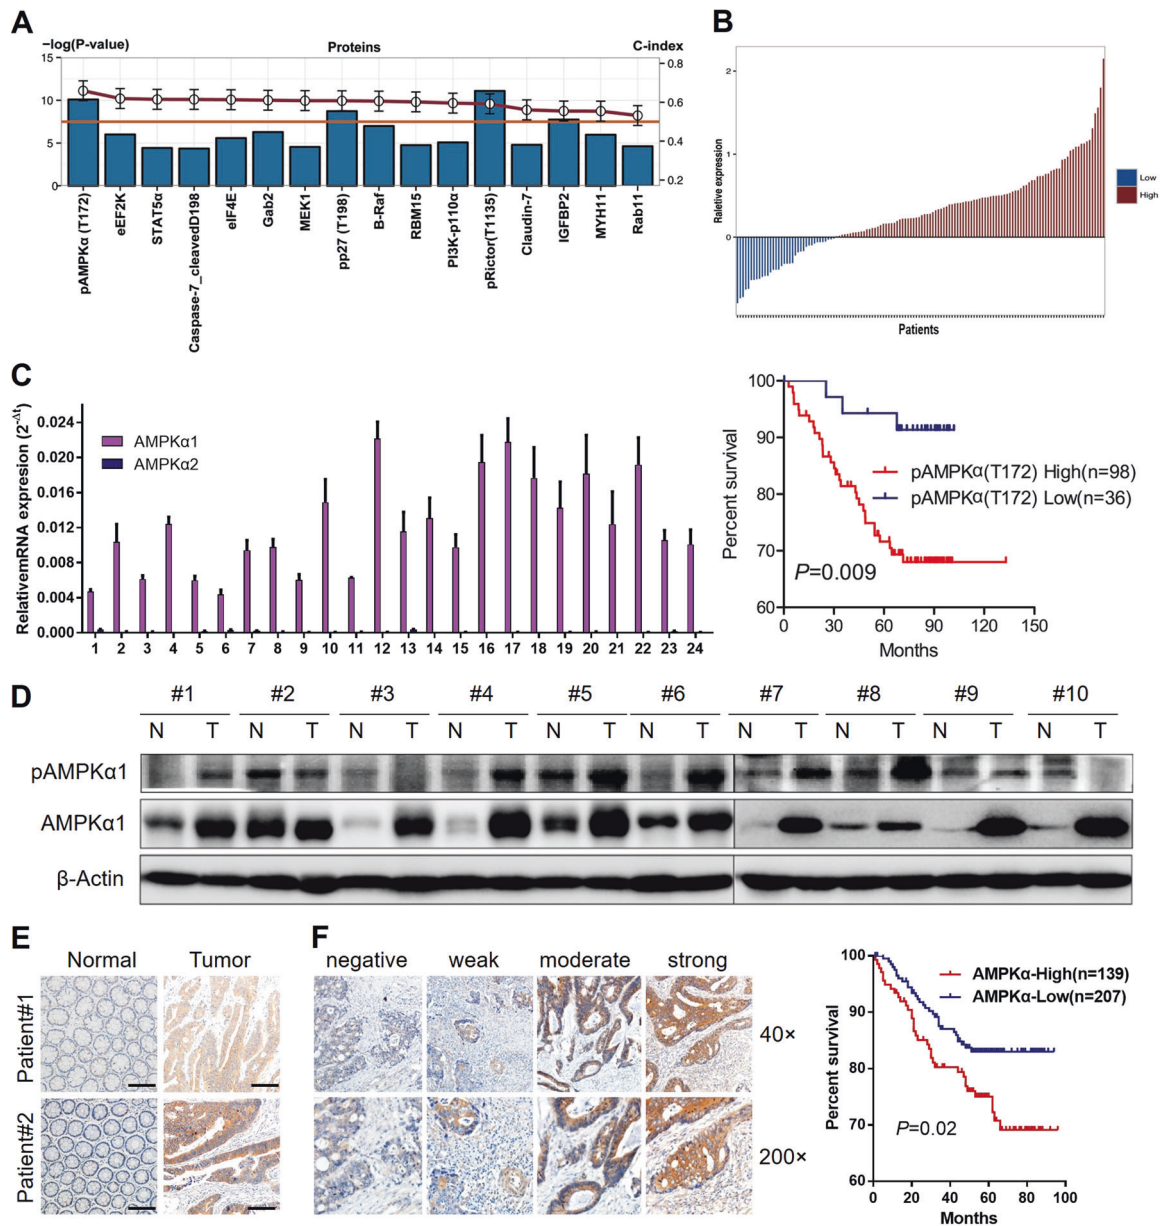 A
−log(P-value)
Proteins
C-index
15
10
5
0
0.8
0.6
0.4
0.2
pAMPKα (T172)
eEF2K
STAT5α
Caspase-7_cleavedD198
eIF4E
Gab2
MEK1
pp27 (T198)
B-Raf
RBM15
PI3K-p110α
pRictor(T1135)
Claudin-7
IGFBP2
MYH11
Rab11
B
Raletive expression
2
1
0
Low
High
Patients
C
RelativemRNA expresion (2^-Δt)
0.024
0.020
0.016
0.012
0.008
0.004
0.000
AMPKα1
AMPKα2
1 2 3 4 5 6 7 8 9 10 11 12 13 14 15 16 17 18 19 20 21 22 23 24
Percent survival
100
90
80
70
60
pAMPKα(T172) High(n=98)
pAMPKα(T172) Low(n=36)
P=0.009
0 30 60 90 120 150
Months
D
#1 #2 #3 #4 #5 #6 #7 #8 #9 #10
N T N T N T N T N T N T N T N T N T N T
pAMPKα1
AMPKα1
β-Actin
E
Normal Tumor
Patient#1
Patient#2
F
negative weak moderate strong
40×
200×
Percent survival
100
90
80
70
60
AMPKα-High(n=139)
AMPKα-Low(n=207)
P=0.02
0 20 40 60 80 100
Months